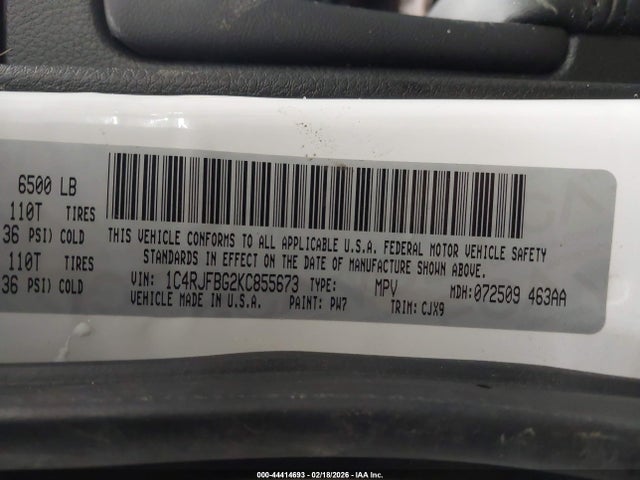 6500 LB
110T TIRES
36 PSI) COLD
110T TIRES
36 PSI) COLD
THIS VEHICLE CONFORMS TO ALL APPLICABLE U.S.A. FEDERAL MOTOR VEHICLE SAFETY
STANDARDS IN EFFECT ON THE DATE OF MANUFACTURE SHOWN ABOVE.
VIN: 1C4RJFBG2KC855673 TYPE: MPV MDH:072509 463AA
VEHICLE MADE IN U.S.A. PAINT: PW7 TRIM: CJX9
000-44414693 - 02/18/2026 - IAA Inc.